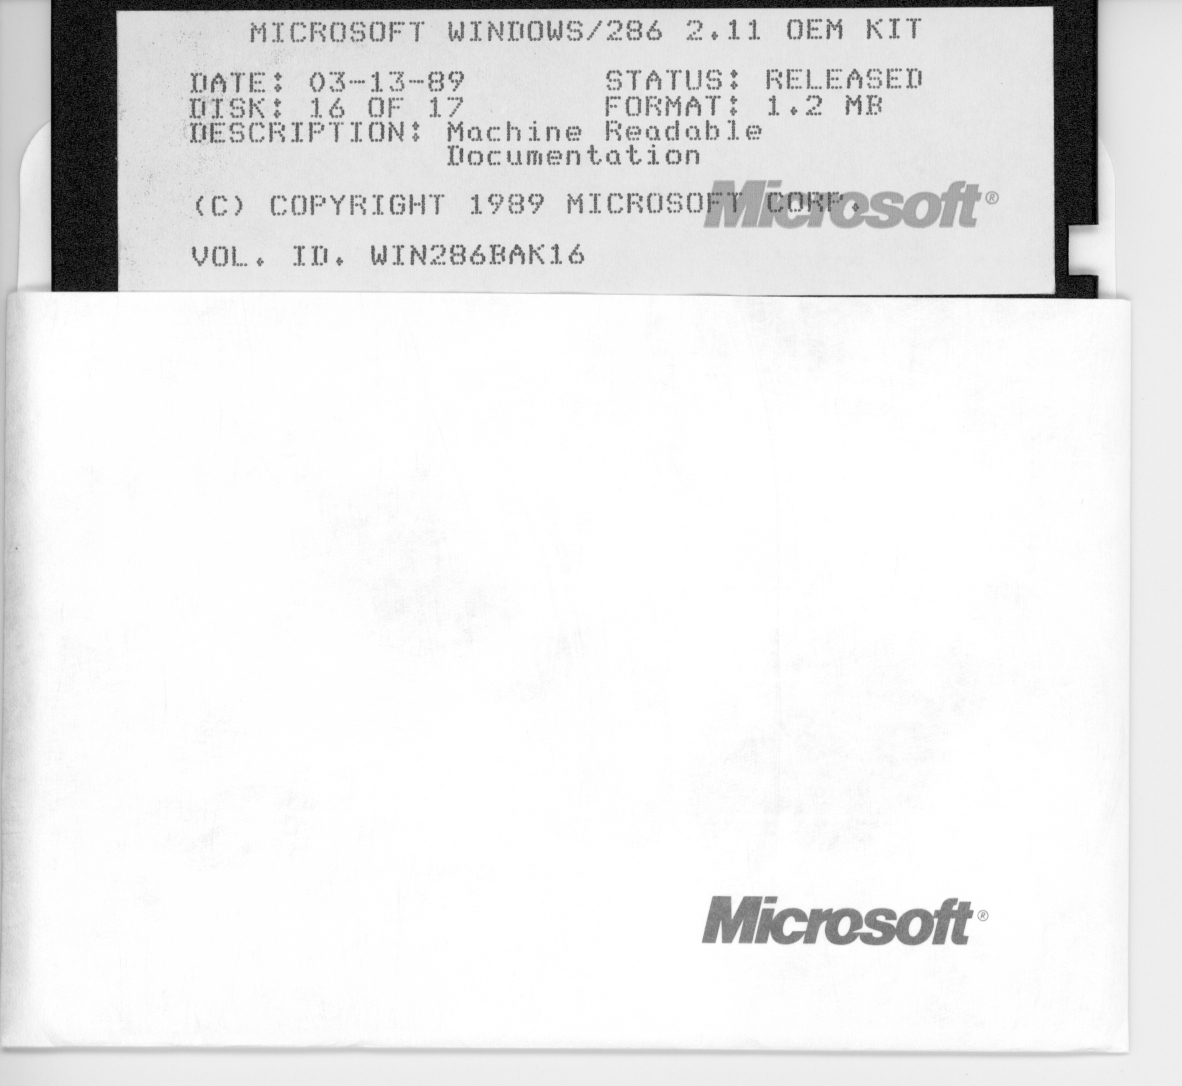 MICROSOFT WINDOWS/286 2.11 OEM KIT
DATE: 03-13-89 STATUS: RELEASED
DISK: 16 OF 17 FORMAT: 1.2 MB
DESCRIPTION: Machine Readable
Documentation
(C) COPYRIGHT 1989 MICROSOFT CORP.
Microsoft®
VOL. ID. WIN286BAK16
Microsoft®